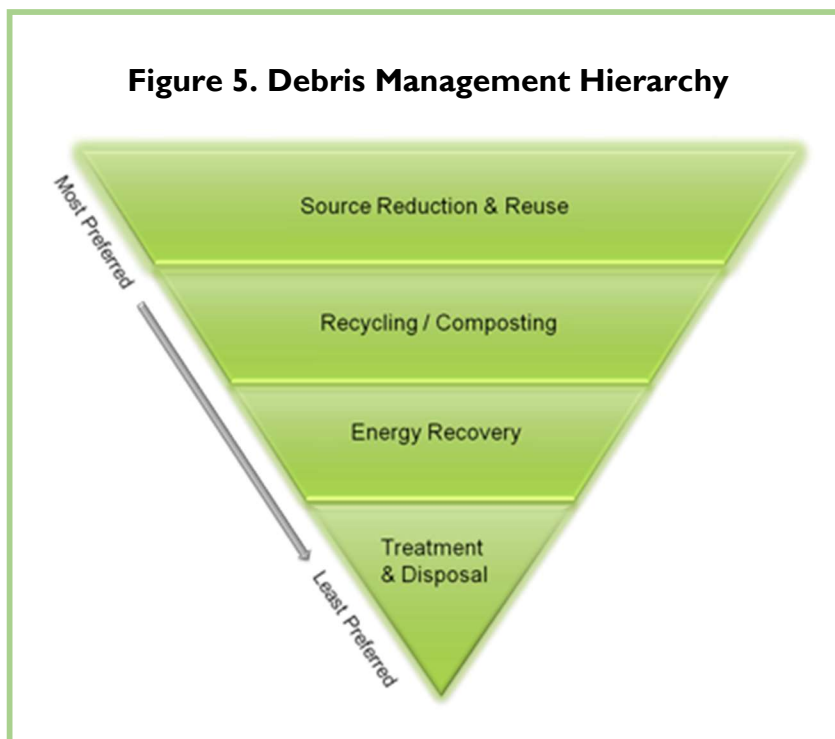 Figure 5. Debris Management Hierarchy
Most Preferred
Source Reduction & Reuse
Recycling / Composting
Energy Recovery
Treatment
& Disposal
Least Preferred